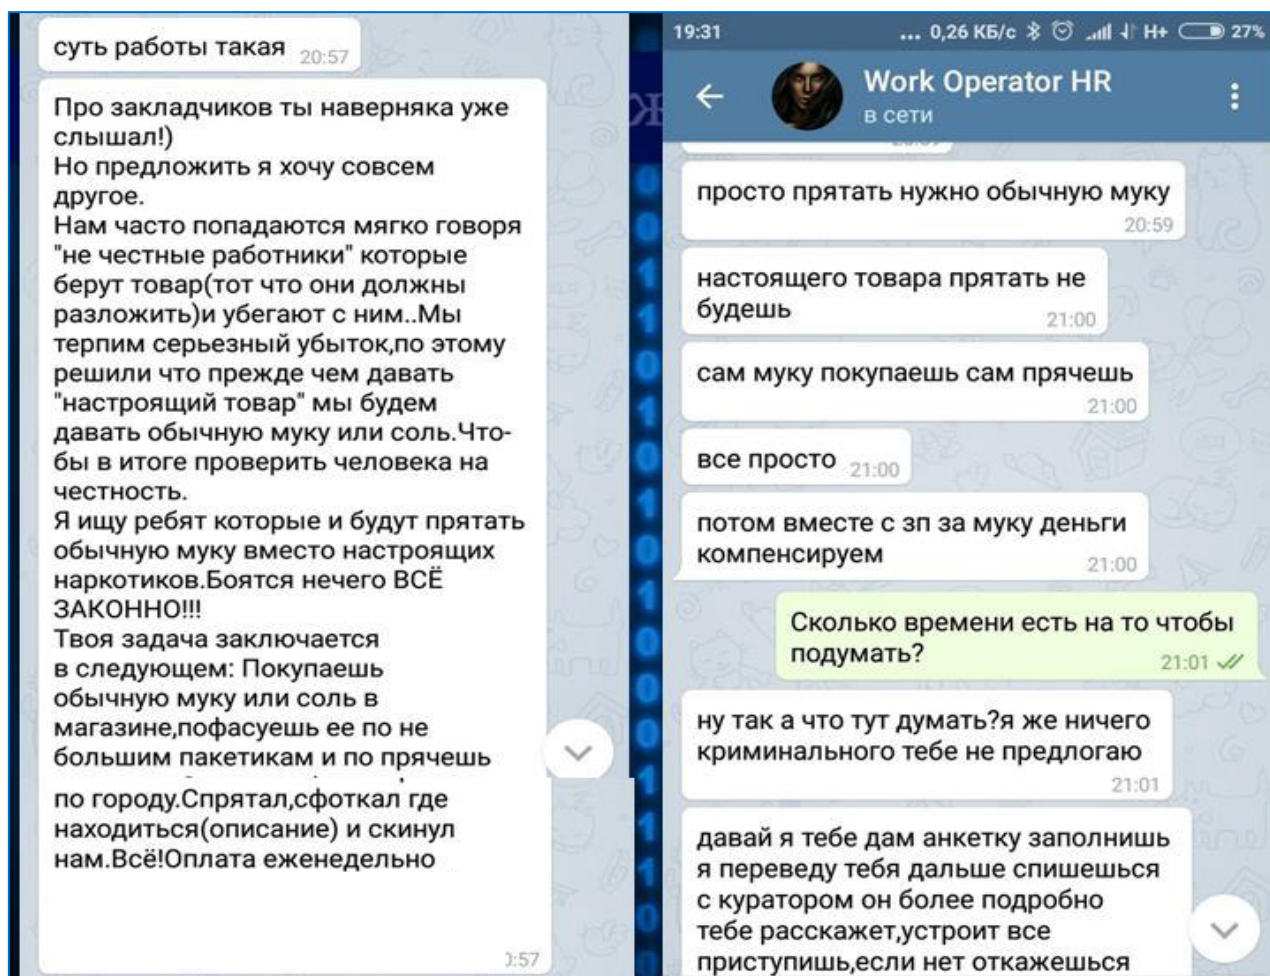 суть работы такая 20:57
Про закладчиков ты наверняка уже
слышал!)
Но предложить я хочу совсем
другое.
Нам часто попадаются мягко говоря
"не честные работники" которые
берут товар(тот что они должны
разложить)и убегают с ним..Мы
терпим серьезный убыток,по этому
решили что прежде чем давать
"настроящий товар" мы будем
давать обычную муку или соль.Что-
бы в итоге проверить человека на
честность.
Я ищу ребят которые и будут прятать
обычную муку вместо настроящих
наркотиков.Боятся нечего ВСЁ
ЗАКОННО!!!
Твоя задача заключается
в следующем: Покупаешь
обычную муку или соль в
магазине,пофасуешь ее по не
большим пакетикам и по прячешь
по городу.Спрятал,сфоткал где
находиться(описание) и скинул
нам.Всё!Оплата еженедельно
:57
19:31 ... 0,26 КБ/с H+ 27%
Work Operator HR
в сети
просто прятать нужно обычную муку
20:59
настоящего товара прятать не
будешь 21:00
сам муку покупаешь сам прячешь
21:00
все просто 21:00
потом вместе с зп за муку деньги
компенсируем 21:00
Сколько времени есть на то чтобы
подумать? 21:01
ну так а что тут думать?я же ничего
криминального тебе не предлогаю
21:01
давай я тебе дам анкетку заполнишь
я переведу тебя дальше спишешься
с куратором он более подробно
тебе расскажет,устроит все
приступишь,если нет откажешься